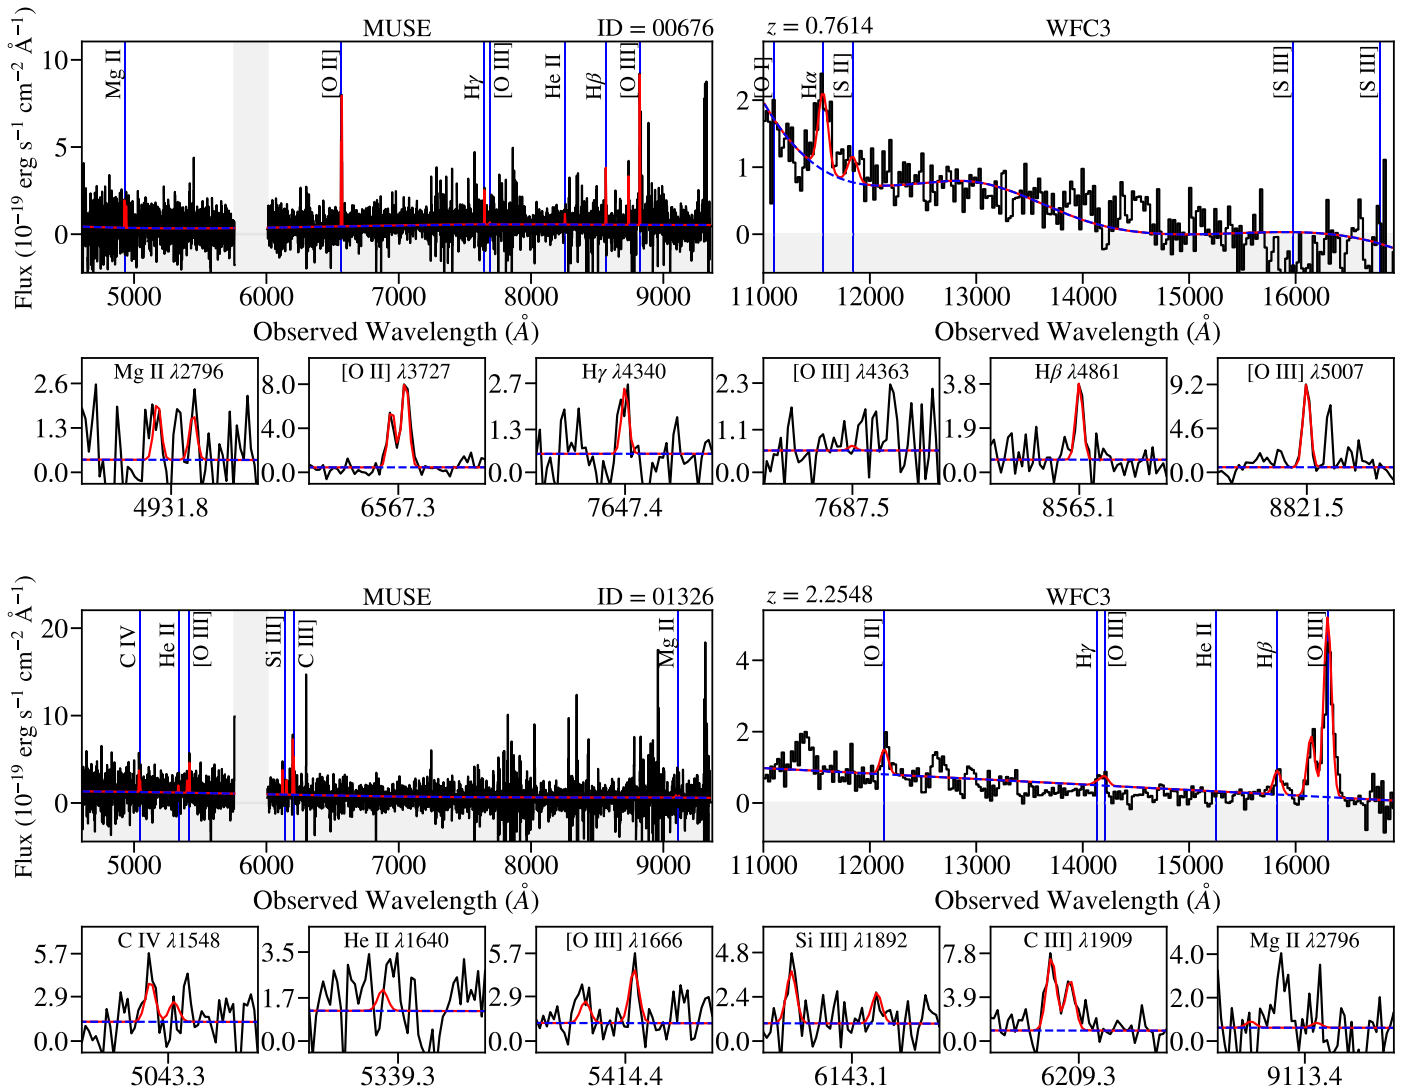 MUSE ID = 00676 z = 0.7614 WFC3
Flux (10⁻¹⁹ erg s⁻¹ cm⁻² Å⁻¹)
10
5
0
Mg II [O II] Hγ [O III] He II Hβ [O III]
5000 6000 7000 8000 9000
Observed Wavelength (Å)
2
1
0
[O I] Hα [S II] [S III] [S III]
11000 12000 13000 14000 15000 16000
Observed Wavelength (Å)
Mg II λ2796
2.6
1.3
0.0
4931.8
[O II] λ3727
8.0
4.0
0.0
6567.3
Hγ λ4340
2.7
1.3
0.0
7647.4
[O III] λ4363
2.3
1.1
0.0
7687.5
Hβ λ4861
3.8
1.9
0.0
8565.1
[O III] λ5007
9.2
4.6
0.0
8821.5
MUSE ID = 01326 z = 2.2548 WFC3
Flux (10⁻¹⁹ erg s⁻¹ cm⁻² Å⁻¹)
20
10
0
C IV He II [O III] Si III] C III] Mg II
5000 6000 7000 8000 9000
Observed Wavelength (Å)
4
2
0
[O II] Hγ [O III] He II Hβ [O III]
11000 12000 13000 14000 15000 16000
Observed Wavelength (Å)
C IV λ1548
5.7
2.9
0.0
5043.3
He II λ1640
3.5
1.7
0.0
5339.3
[O III] λ1666
5.7
2.9
0.0
5414.4
Si III] λ1892
4.8
2.4
0.0
6143.1
C III] λ1909
7.8
3.9
0.0
6209.3
Mg II λ2796
4.0
2.0
0.0
9113.4